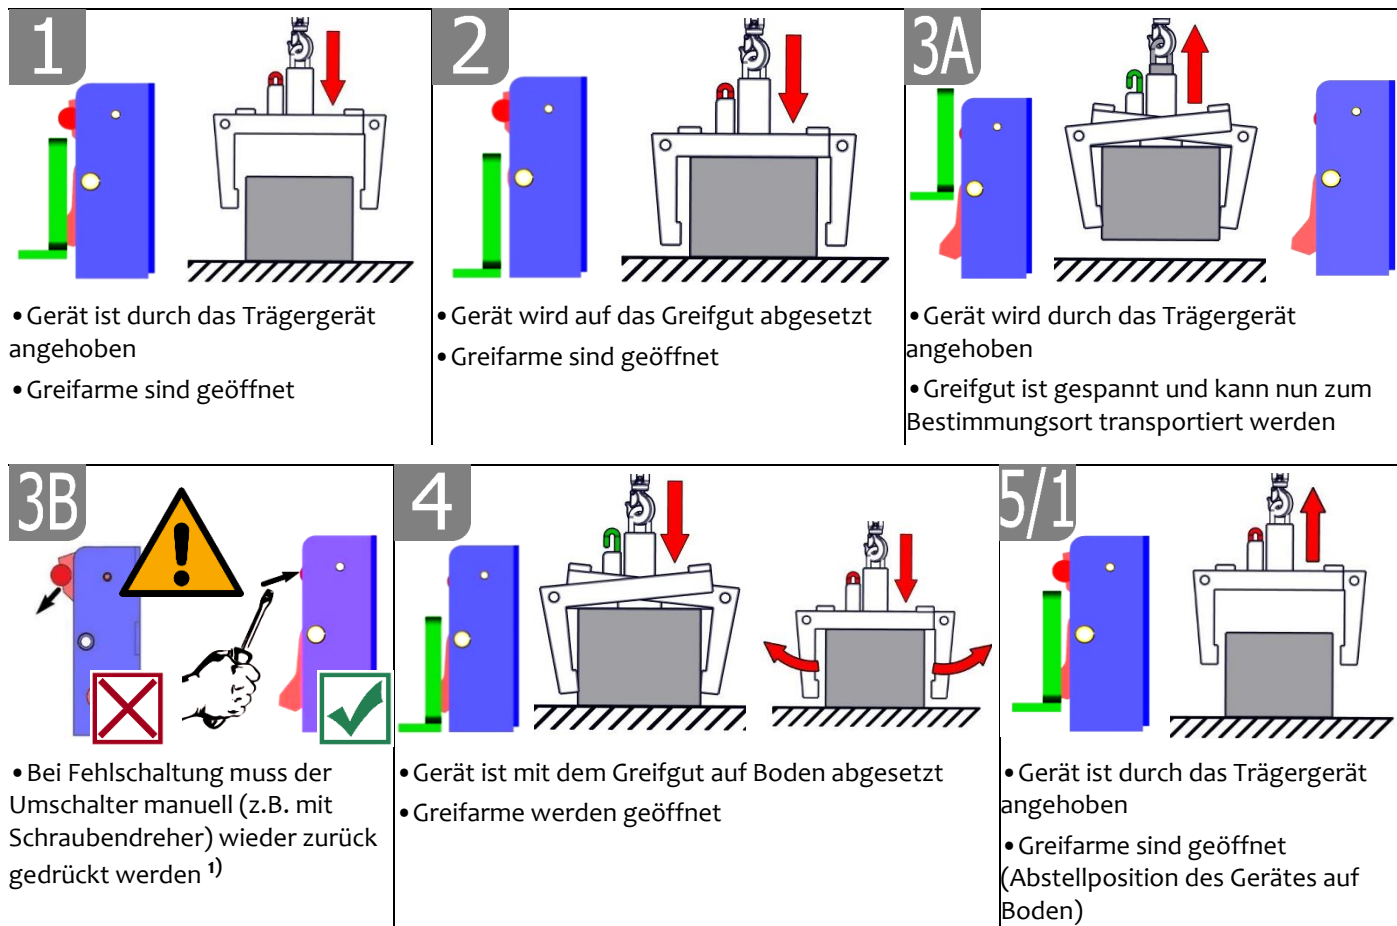 1
• Gerät ist durch das Trägergerät
angehoben
• Greifarme sind geöffnet
2
• Gerät wird auf das Greifgut abgesetzt
• Greifarme sind geöffnet
3A
• Gerät wird durch das Trägergerät
angehoben
• Greifgut ist gespannt und kann nun zum
Bestimmungsort transportiert werden
3B
• Bei Fehlschaltung muss der
Umschalter manuell (z.B. mit
Schraubendreher) wieder zurück
gedrückt werden ¹⁾
4
• Gerät ist mit dem Greifgut auf Boden abgesetzt
• Greifarme werden geöffnet
5/1
• Gerät ist durch das Trägergerät
angehoben
• Greifarme sind geöffnet
(Abstellposition des Gerätes auf
Boden)